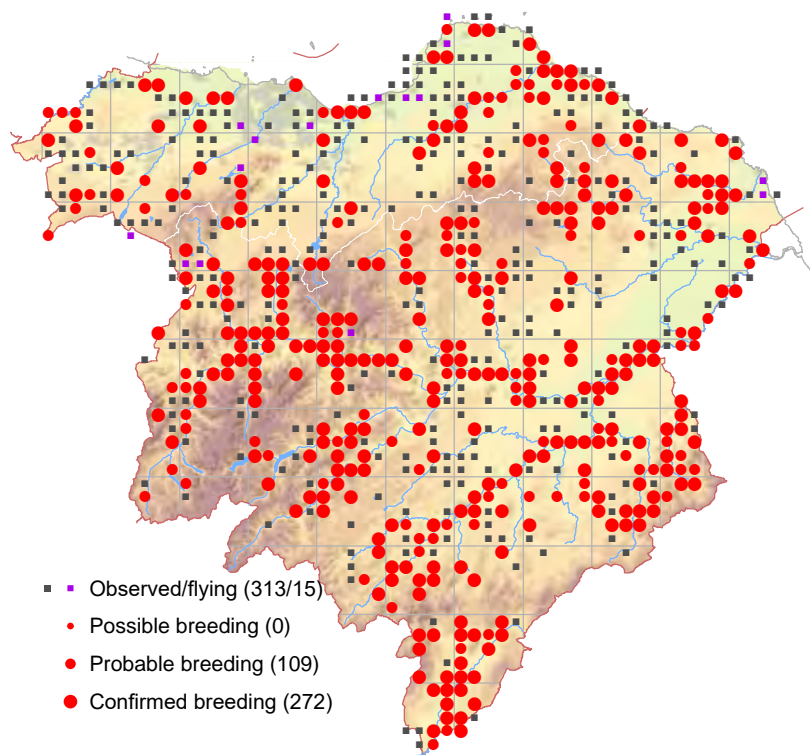 Observed/flying (313/15)
Possible breeding (0)
Probable breeding (109)
Confirmed breeding (272)